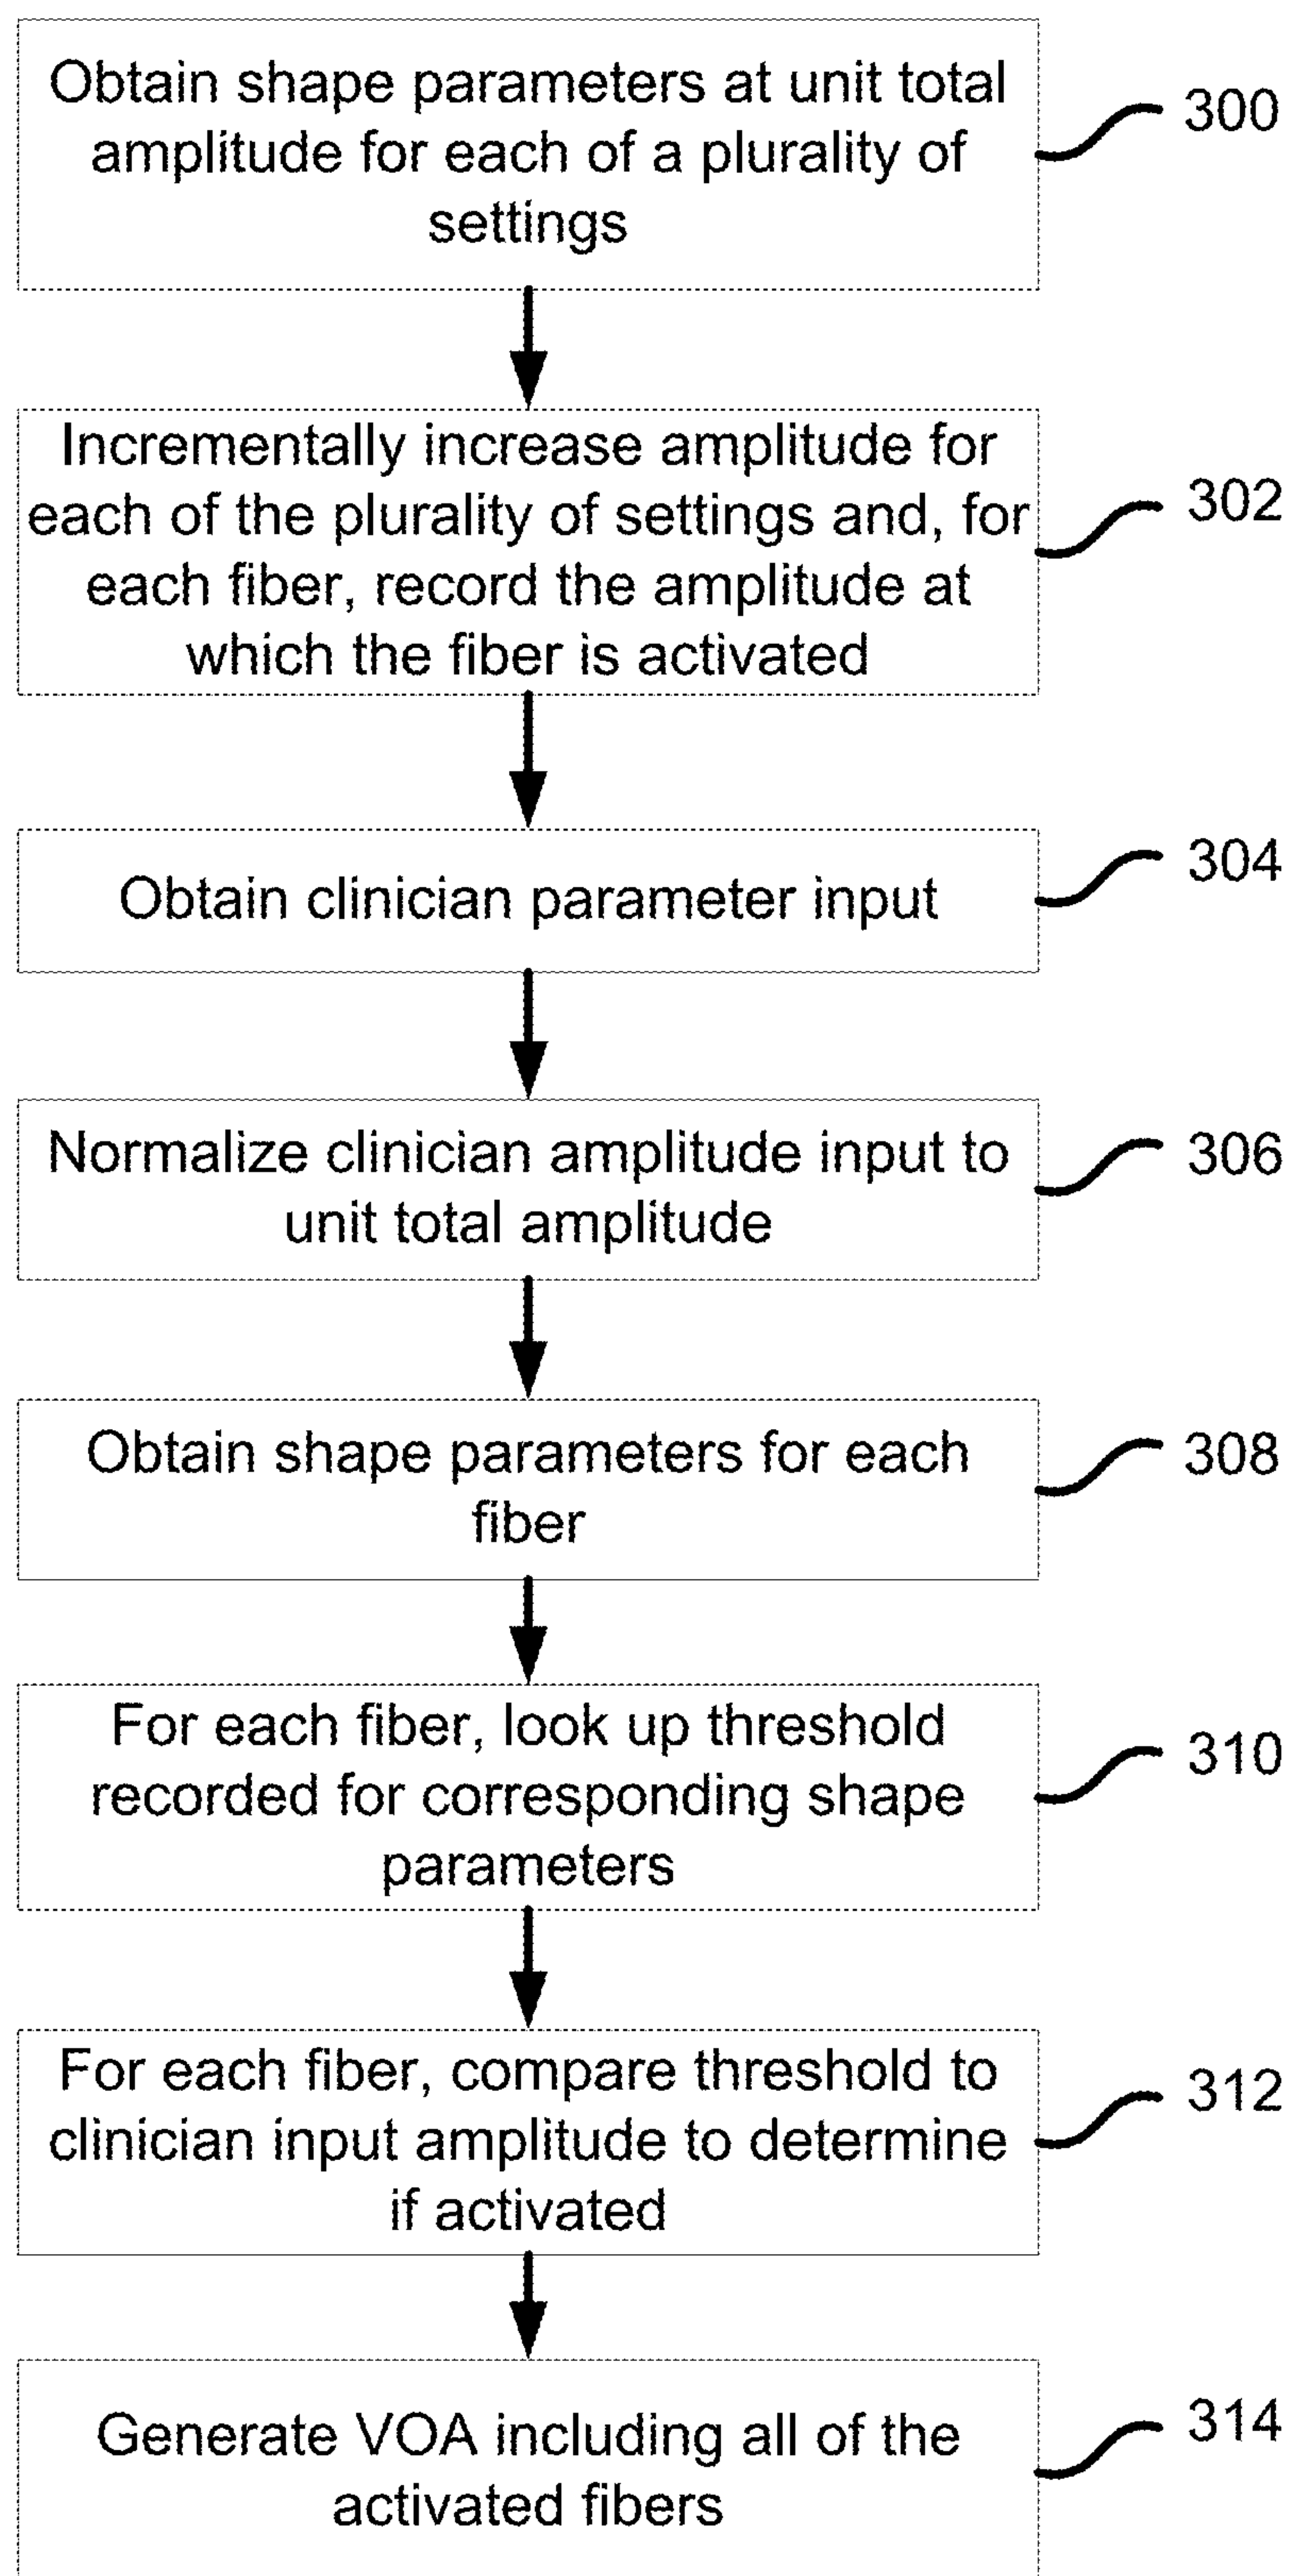 Obtain shape parameters at unit total
amplitude for each of a plurality of
settings
300
Incrementally increase amplitude for
each of the plurality of settings and, for
each fiber, record the amplitude at
which the fiber is activated
302
Obtain clinician parameter input
304
Normalize clinician amplitude input to
unit total amplitude
306
Obtain shape parameters for each
fiber
308
For each fiber, look up threshold
recorded for corresponding shape
parameters
310
For each fiber, compare threshold to
clinician input amplitude to determine
if activated
312
Generate VOA including all of the
activated fibers
314